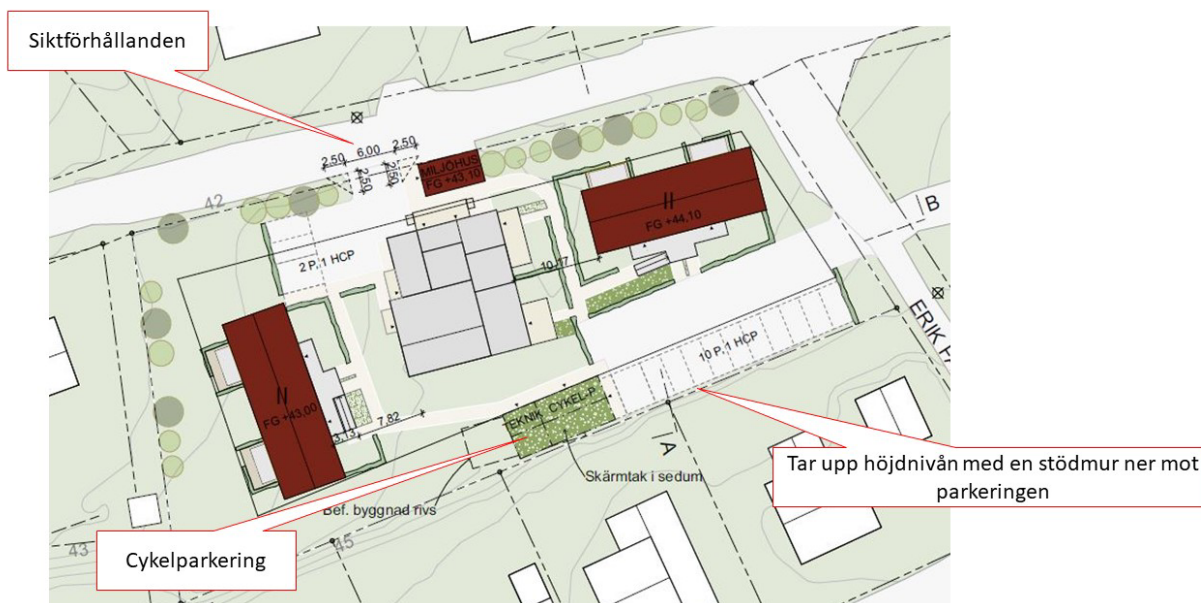 Siktförhållanden
2.50
6,00
2.50
2.50
2.50
MILJÖHUS
FG +43,10
42
II
FG +44,10
B
2 P, 1 HCP
10,17
ERIK
10 P, 1 HCP
II
FG +43,00
3,13
7,82
TEKNIK CYKEL-P
A
Skärmtak i sedum
Tar upp höjdnivån med en stödmur ner mot
parkeringen
Bef. byggnad rivs
Cykelparkering
43
45